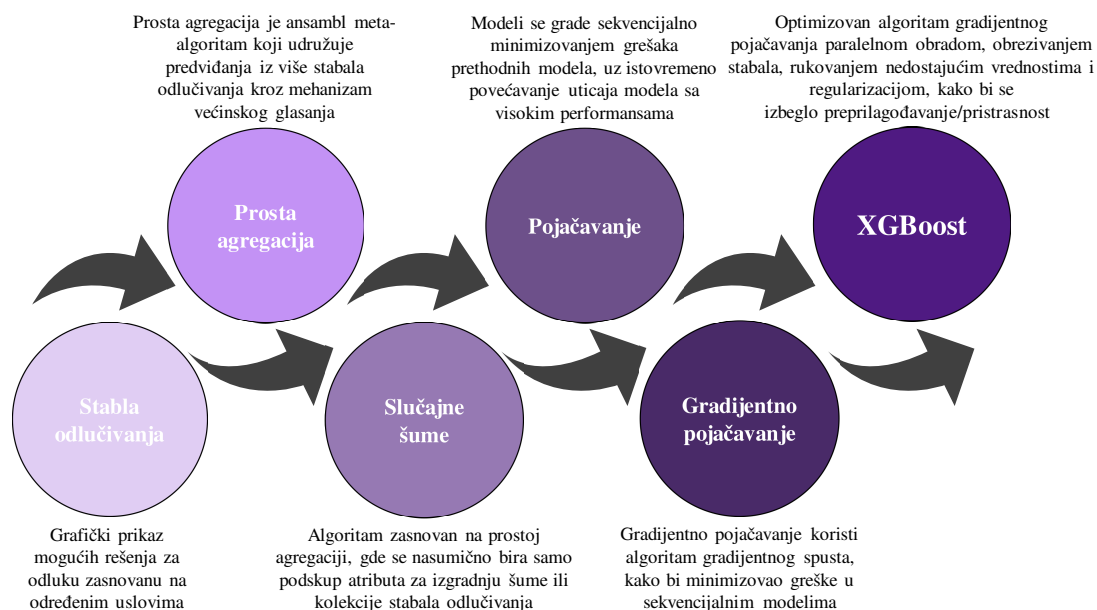 Prosta agregacija je ansambl meta-
algoritam koji udružuje
predviđanja iz više stabala
odlučivanja kroz mehanizam
većinskog glasanja
Modeli se grade sekvencijalno
minimizovanjem grešaka
prethodnih modela, uz istovremeno
povećavanje uticaja modela sa
visokim performansama
Optimizovan algoritam gradijentnog
pojačavanja paralelnom obradom, obrezivanjem
stabala, rukovanjem nedostajućim vrednostima i
regularizacijom, kako bi se
izbeglo preprilagođavanje/pristrasnost
Prosta
agregacija
Pojačavanje
XGBoost
Stabla
odlučivanja
Slučajne
šume
Gradijentno
pojačavanje
Grafički prikaz
mogućih rešenja za
odluku zasnovanu na
određenim uslovima
Algoritam zasnovan na prostoj
agregaciji, gde se nasumično bira samo
podskup atributa za izgradnju šume ili
kolekcije stabala odlučivanja
Gradijentno pojačavanje koristi
algoritam gradijentnog spusta,
kako bi minimizovao greške u
sekvencijalnim modelima